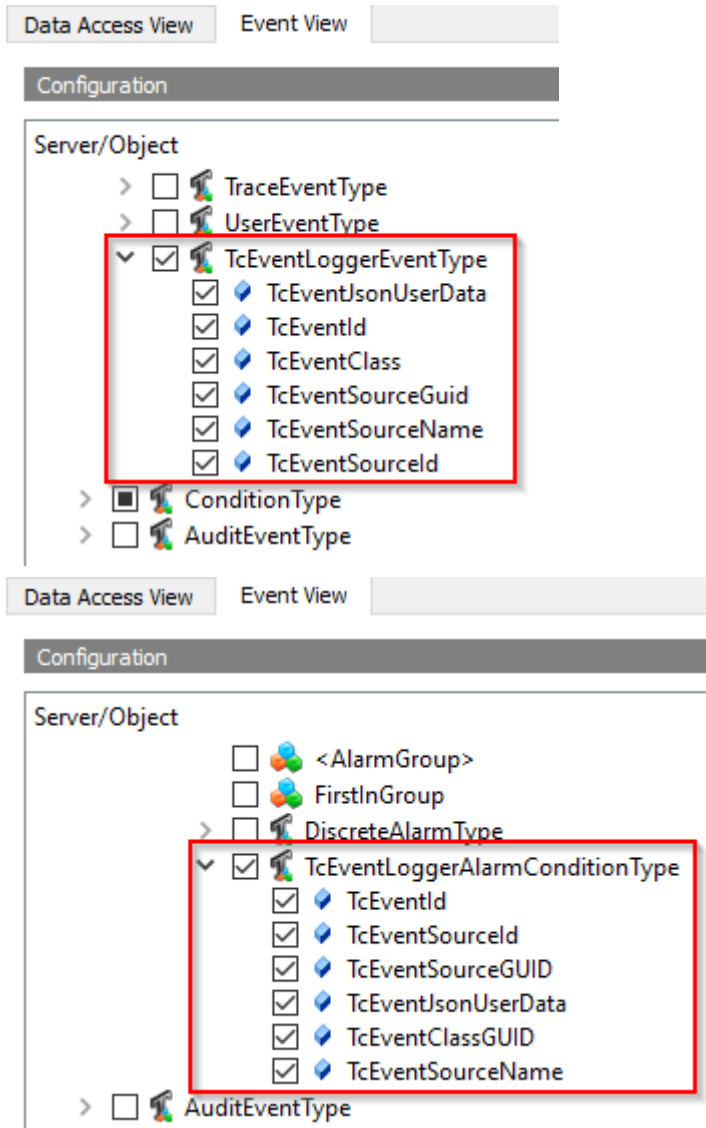 Data Access View Event View
Configuration
Server/Object
TraceEventType
UserEventType
TcEventLoggerEventType
TcEventJsonUserData
TcEventId
TcEventClass
TcEventSourceGuid
TcEventSourceName
TcEventSourceId
ConditionType
AuditEventType
Data Access View Event View
Configuration
Server/Object
<AlarmGroup>
FirstInGroup
DiscreteAlarmType
TcEventLoggerAlarmConditionType
TcEventId
TcEventSourceId
TcEventSourceGUID
TcEventJsonUserData
TcEventClassGUID
TcEventSourceName
AuditEventType